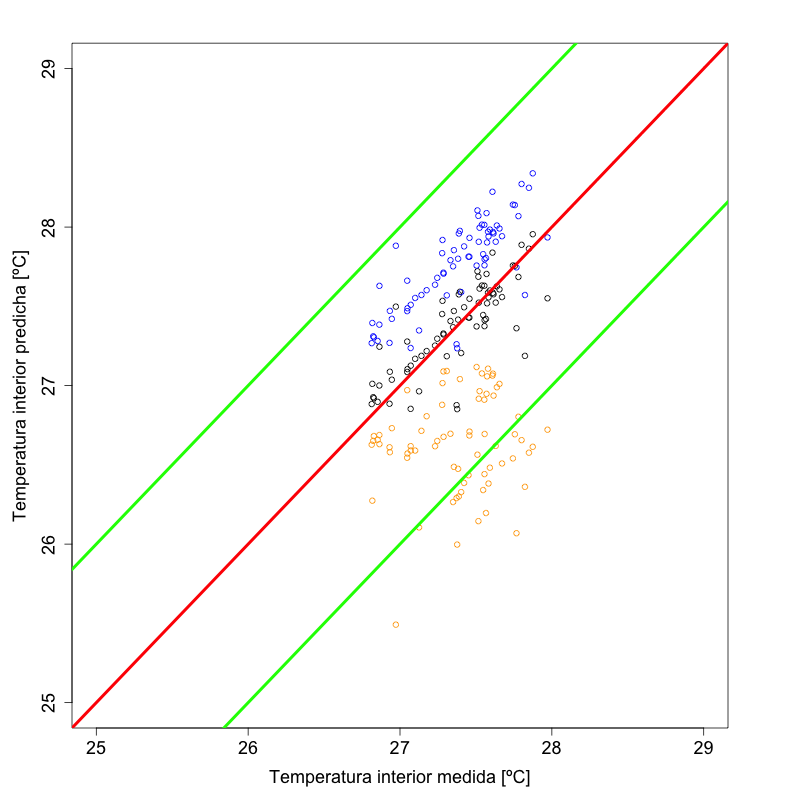 29
28
27
26
25
Temperatura interior predicha [ºC]
25 26 27 28 29
Temperatura interior medida [ºC]